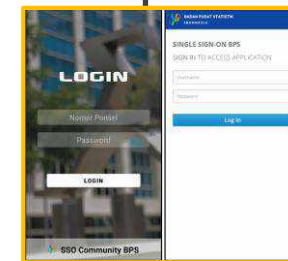 LOGIN
Nomor Ponsel
Password
LOGIN
SSO Community BPS
BADAN PUSAT STATISTIK
INDONESIA
SINGLE SIGN-ON BPS
SIGN IN TO ACCESS APPLICATION
Username
Password
Log In